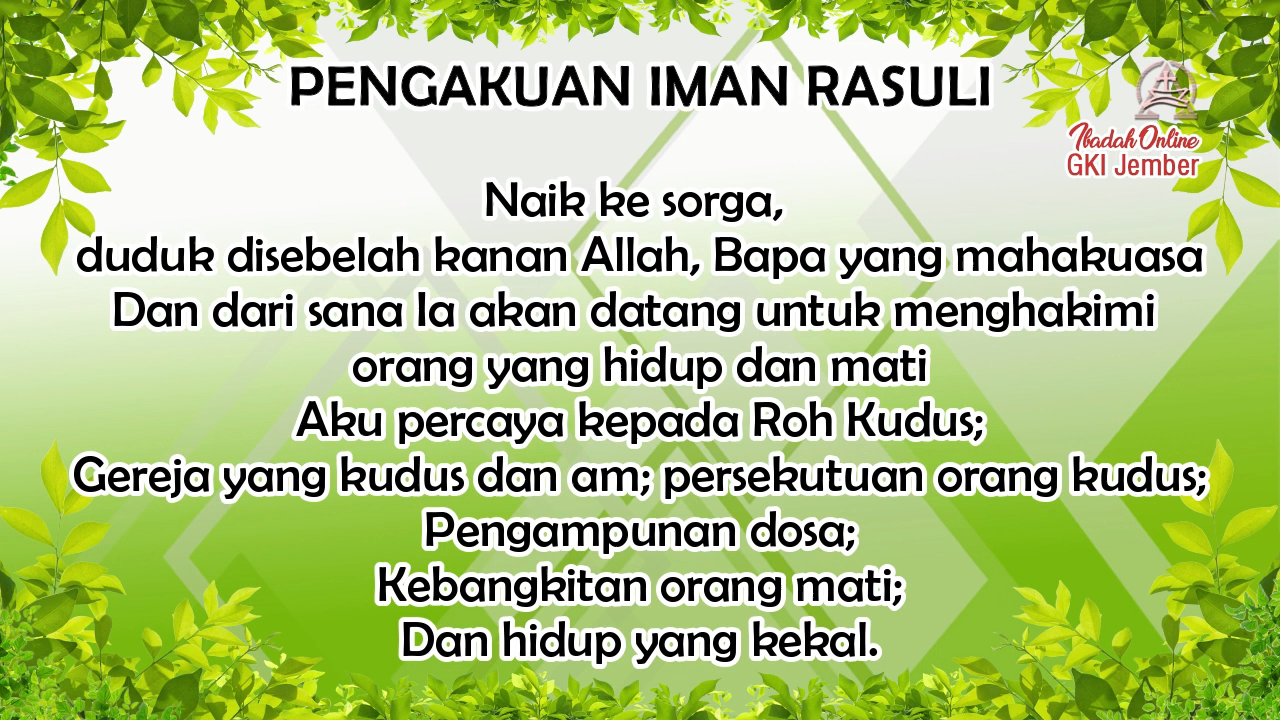 PENGAKUAN IMAN RASULI
Ibadah Online
GKI Jember
Naik ke sorga,
duduk disebelah kanan Allah, Bapa yang mahakuasa
Dan dari sana Ia akan datang untuk menghakimi
orang yang hidup dan mati
Aku percaya kepada Roh Kudus;
Gereja yang kudus dan am; persekutuan orang kudus;
Pengampunan dosa;
Kebangkitan orang mati;
Dan hidup yang kekal.